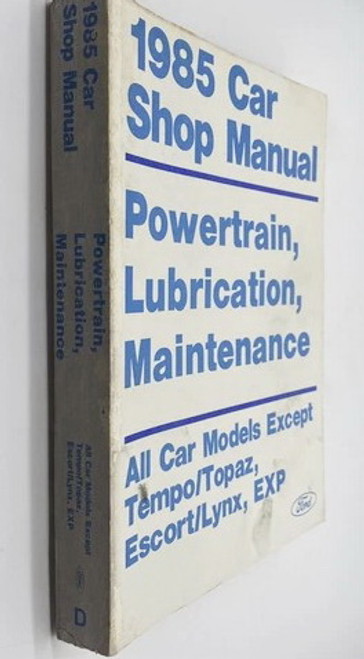 1985 Car
Shop Manual
Powertrain,
Lubrication,
Maintenance
All Car Models Except
Tempo/Topaz,
Escort/Lynx, EXP
Ford
1985 Car
Shop Manual
Powertrain,
Lubrication,
Maintenance
All Car Models Except
Tempo/Topaz,
Escort/Lynx, EXP
D